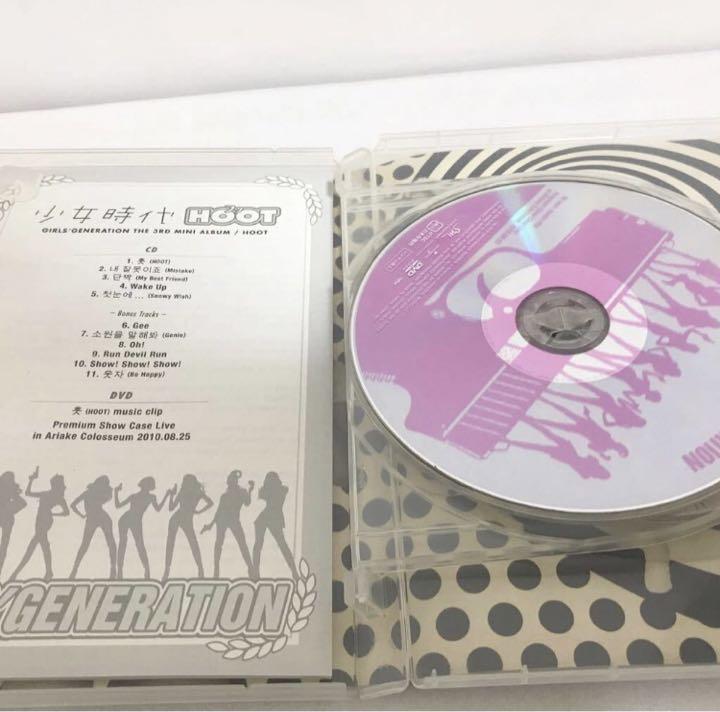 少女時代 HOOT
GIRLS' GENERATION THE 3RD MINI ALBUM / HOOT
CD
1. 훗 (HOOT)
2. 내 잘못이죠 (Mistake)
3. 단짝 (My Best Friend)
4. Wake Up
5. 첫눈에... (Snowy Wish)
– Bonus Tracks –
6. Gee
7. 소원을 말해봐 (Genie)
8. Oh!
9. Run Devil Run
10. Show! Show! Show!
11. 웃자 (Be Happy)
DVD
훗 (HOOT) music clip
Premium Show Case Live
in Ariake Colosseum 2010.08.25
GENERATION
DVD